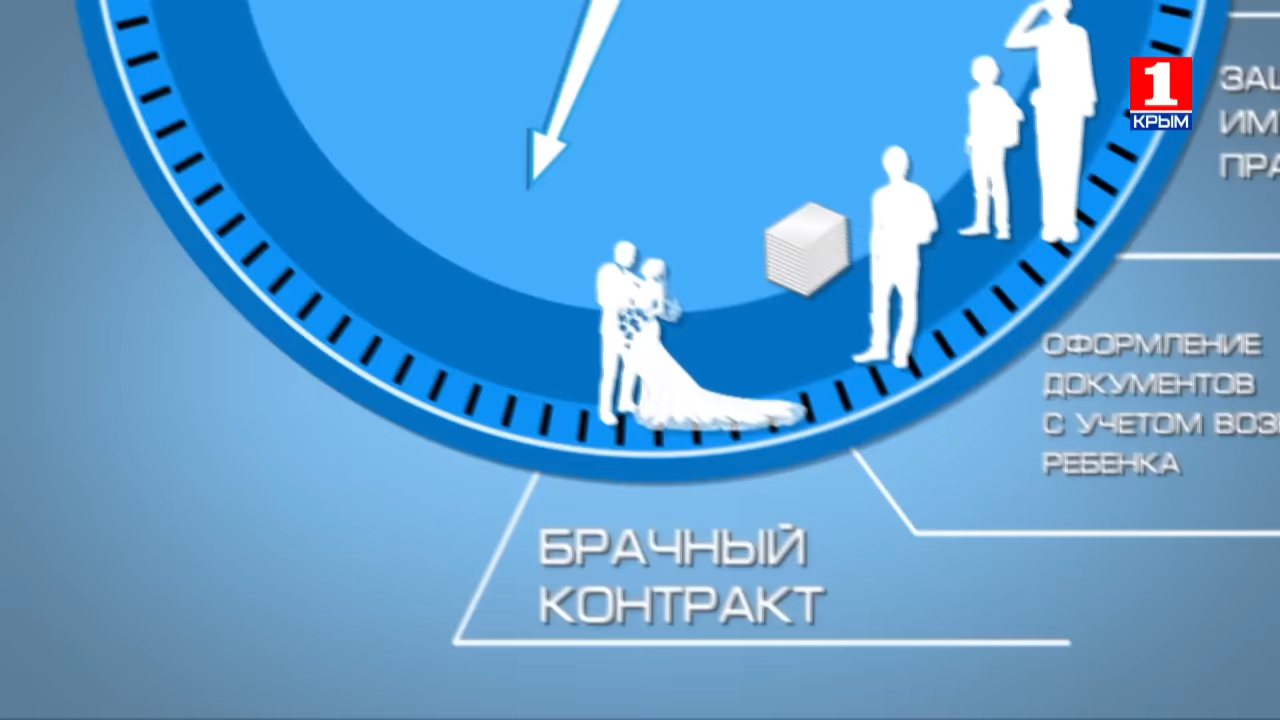 1
КРЫМ
ОФОРМЛЕНИЕ
ДОКУМЕНТОВ
С УЧЕТОМ
РЕБЕНКА
БРАЧНЫЙ
КОНТРАКТ